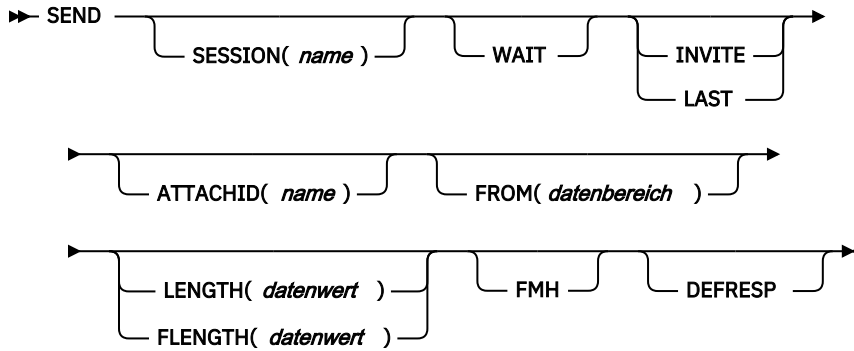 SEND
SESSION( name )
WAIT
INVITE
LAST
ATTACHID( name )
FROM( datenbereich )
LENGTH( datenwert )
FLENGTH( datenwert )
FMH
DEFRESP